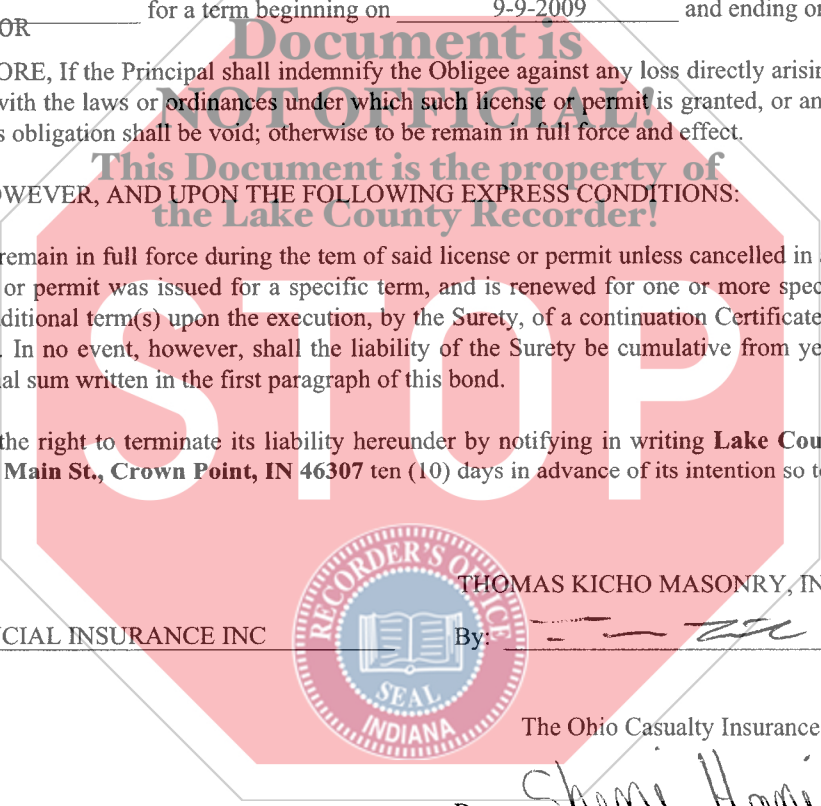 for a term beginning on 9-9-2009 and ending on
OR
Document is
ORE, If the Principal shall indemnify the Obligee against any loss directly arisin
with the laws or ordinances under which such license or permit is granted, or an
NOT OFFICIAL!
s obligation shall be void; otherwise to be remain in full force and effect.
This Document is the property of
OWEVER, AND UPON THE FOLLOWING EXPRESS CONDITIONS:
the Lake County Recorder!
remain in full force during the tem of said license or permit unless cancelled in
or permit was issued for a specific term, and is renewed for one or more spec
ditional term(s) upon the execution, by the Surety, of a continuation Certificate
. In no event, however, shall the liability of the Surety be cumulative from ye
al sum written in the first paragraph of this bond.
STOP
the right to terminate its liability hereunder by notifying in writing Lake Cou
Main St., Crown Point, IN 46307 ten (10) days in advance of its intention so t
RECORDER'S OFFICE
THOMAS KICHO MASONRY, IN
NCIAL INSURANCE INC By:
SEAL
INDIANA
The Ohio Casualty Insurance